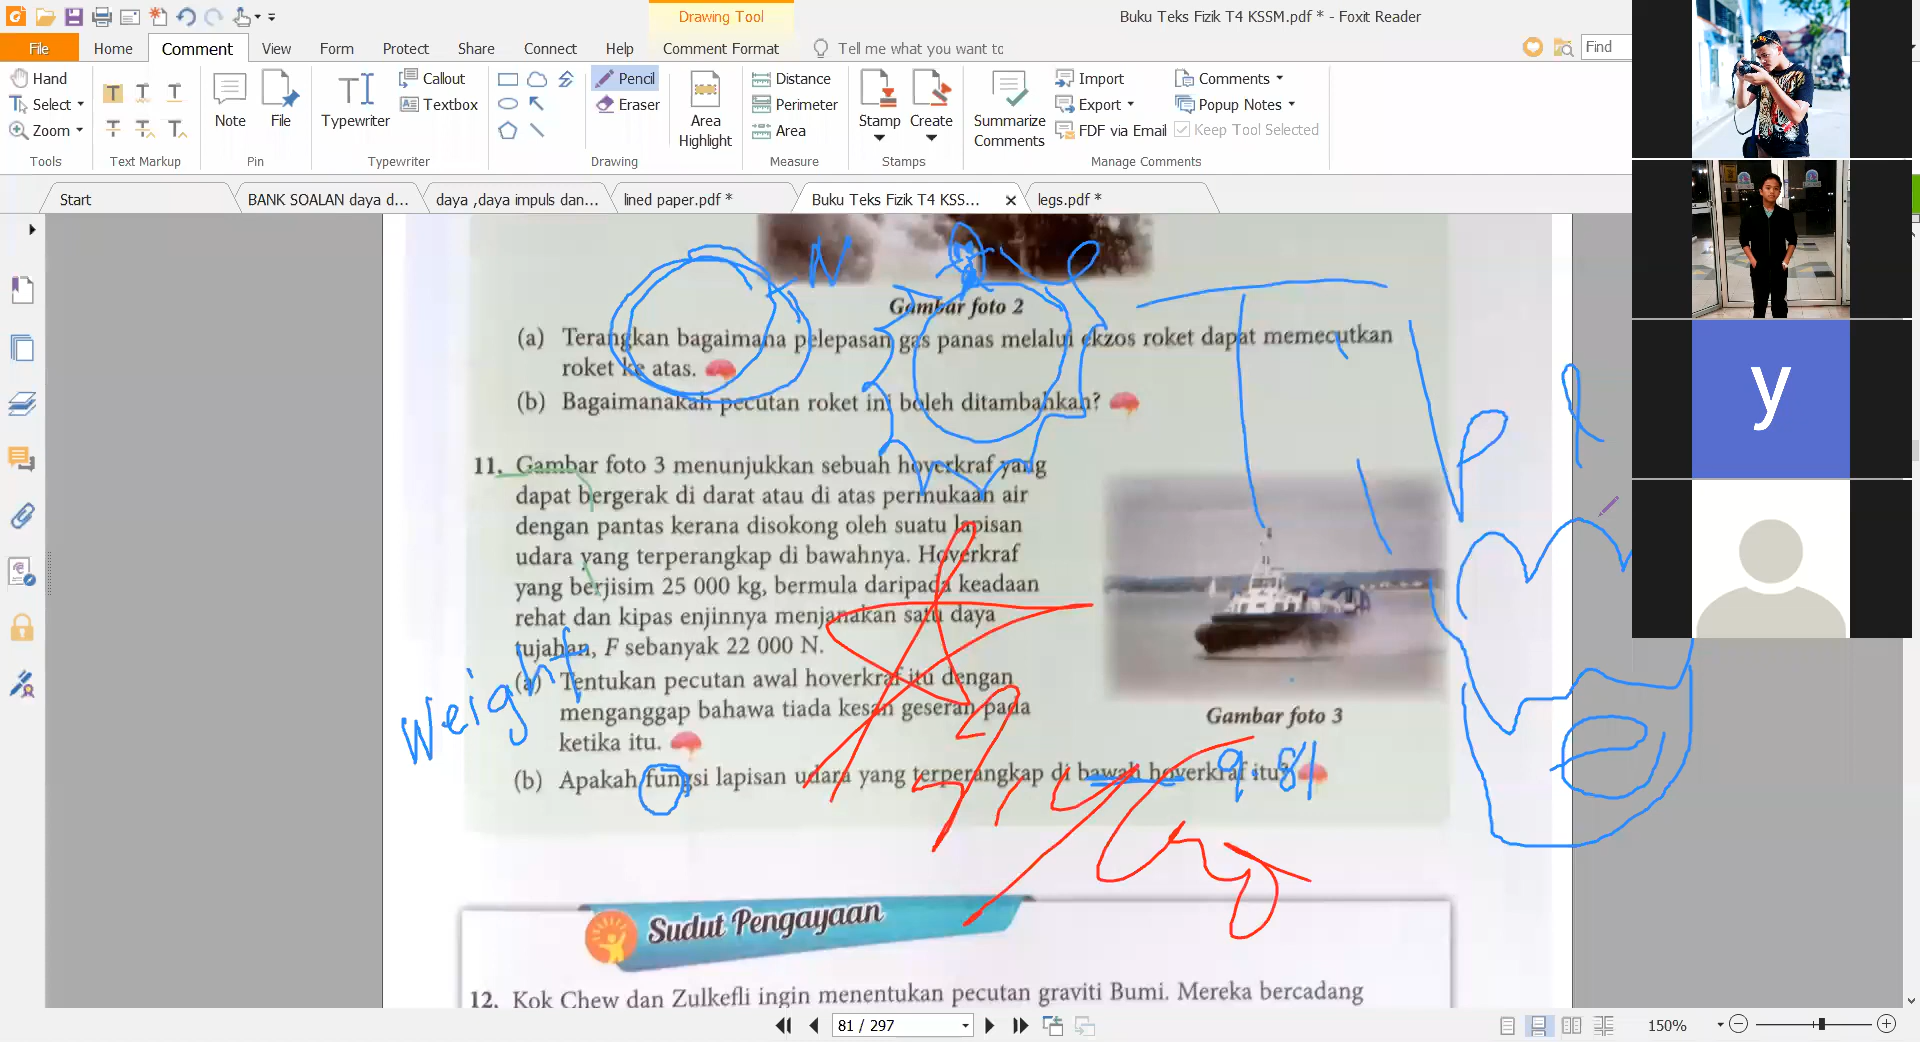 Drawing Tool
Buku Teks Fizik T4 KSSM.pdf * - Foxit Reader
File Home Comment View Form Protect Share Connect Help Comment Format Tell me what you want to
Find
Hand
Select
Zoom
Tools
Text Markup
Note
File
Pin
Typewriter
Callout
Textbox
Typewriter
Pencil
Eraser
Area Highlight
Drawing
Distance
Perimeter
Area
Measure
Stamp Create
Stamps
Summarize Comments
Import
Export
FDF via Email
Comments
Popup Notes
Keep Tool Selected
Manage Comments
Start
BANK SOALAN daya d...
daya ,daya impuls dan...
lined paper.pdf *
Buku Teks Fizik T4 KSS...
legs.pdf *
N
Gambar foto 2
(a) Terangkan bagaimana pelepasan gas panas melalui ekzos roket dapat memecutkan
roket ke atas.
(b) Bagaimanakah pecutan roket ini boleh ditambahkan?
11. Gambar foto 3 menunjukkan sebuah hoverkraf yang
dapat bergerak di darat atau di atas permukaan air
dengan pantas kerana disokong oleh suatu lapisan
udara yang terperangkap di bawahnya. Hoverkraf
yang berjisim 25 000 kg, bermula daripada keadaan
rehat dan kipas enjinnya menjanakan satu daya
tujahan, F sebanyak 22 000 N.
(a) Tentukan pecutan awal hoverkraf itu dengan
menganggap bahawa tiada kesan geseran pada
ketika itu.
Gambar foto 3
(b) Apakah fungsi lapisan udara yang terperangkap di bawah hoverkraf itu?
Weight
9.81
y
Sudut Pengayaan
12. Kok Chew dan Zulkefli ingin menentukan pecutan graviti Bumi. Mereka bercadang
81 / 297
150%